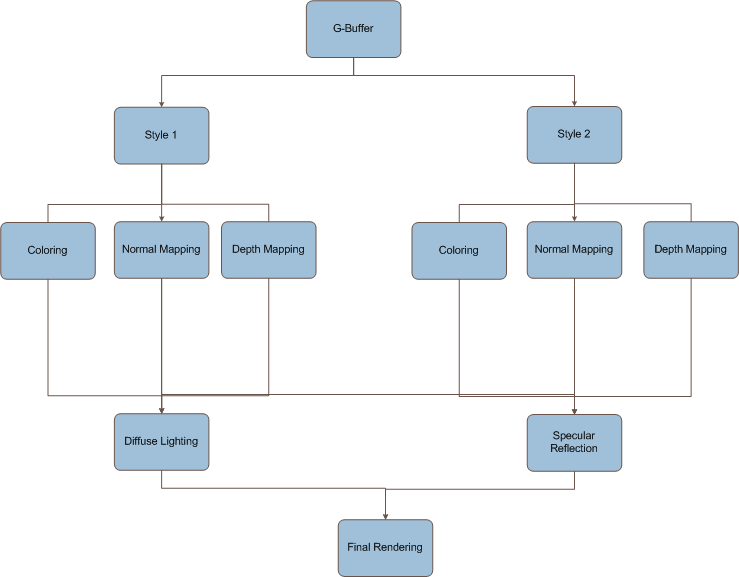 G-Buffer
Style 1
Style 2
Coloring
Normal Mapping
Depth Mapping
Coloring
Normal Mapping
Depth Mapping
Diffuse Lighting
Specular
Reflection
Final Rendering